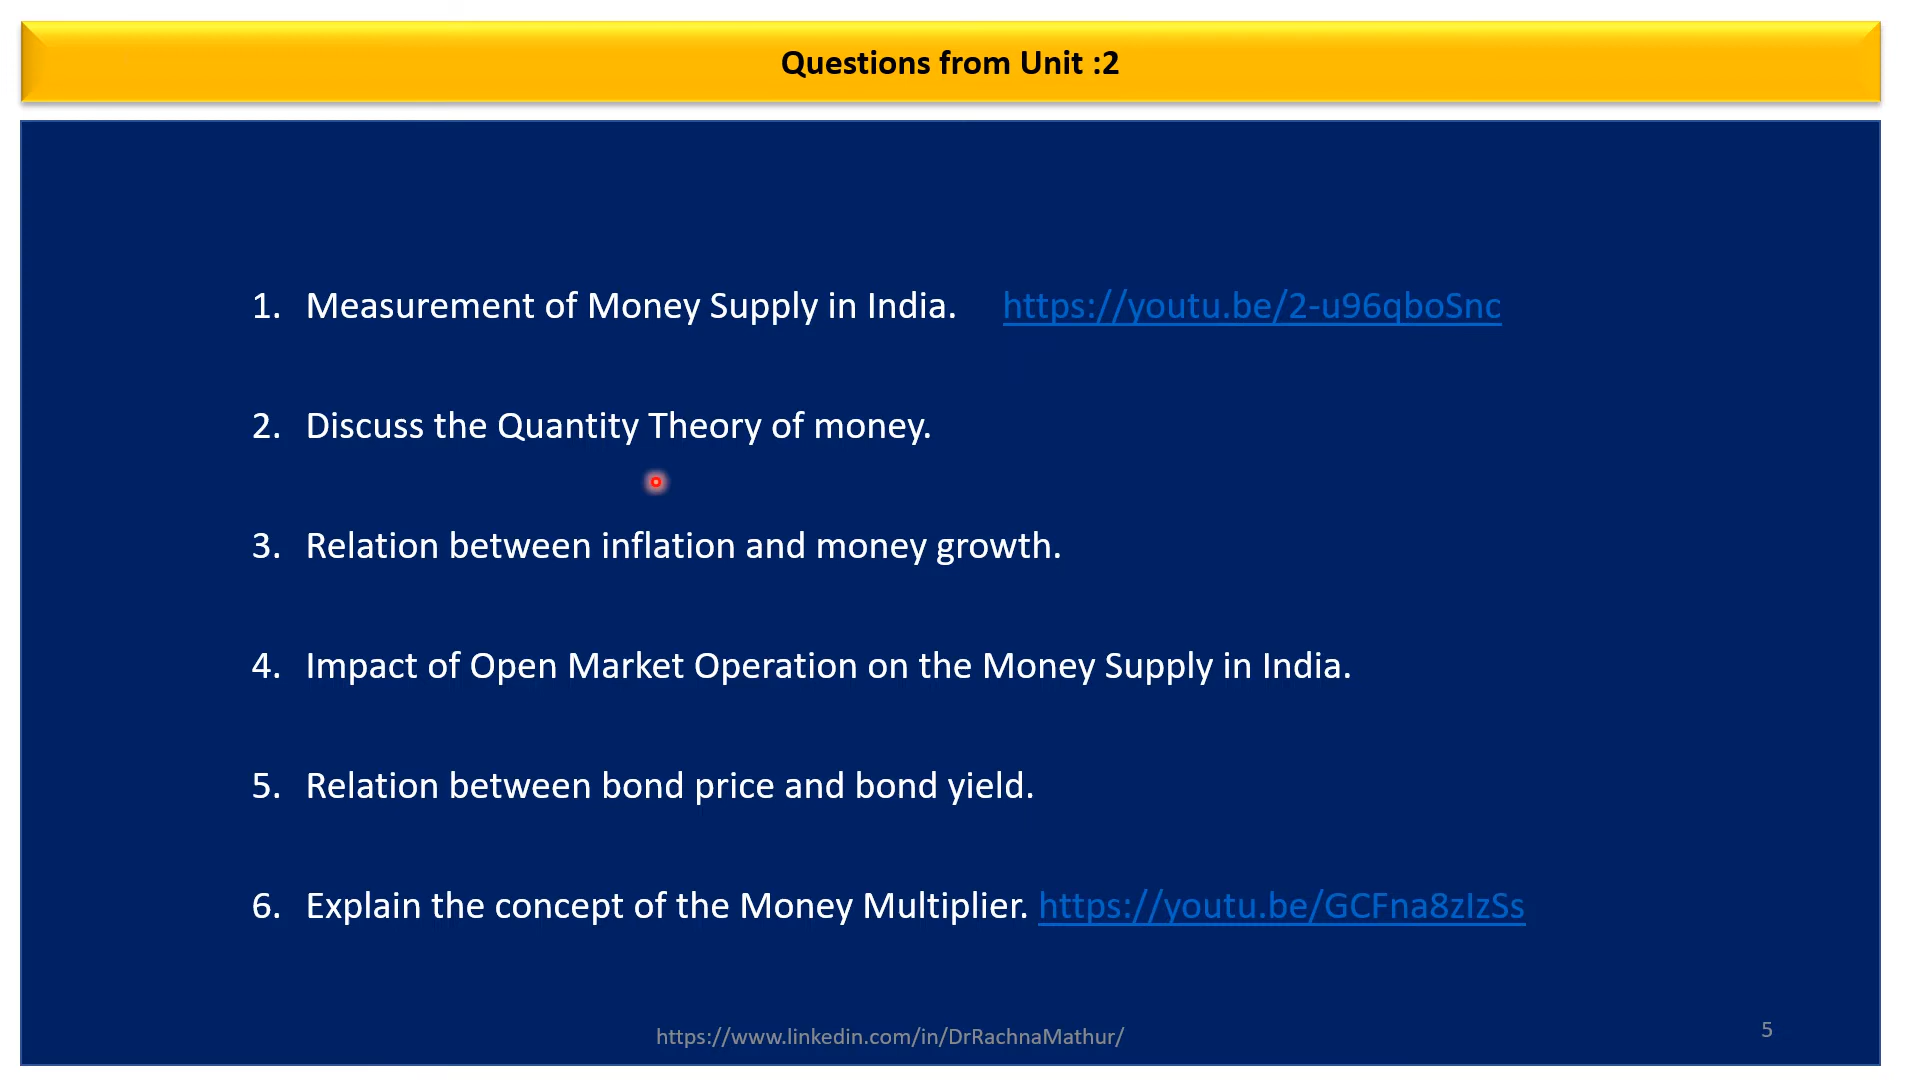 Questions from Unit :2
1. Measurement of Money Supply in India. https://youtu.be/2-u96qboSnc
2. Discuss the Quantity Theory of money.
3. Relation between inflation and money growth.
4. Impact of Open Market Operation on the Money Supply in India.
5. Relation between bond price and bond yield.
6. Explain the concept of the Money Multiplier. https://youtu.be/GCFna8zIzSs
https://www.linkedin.com/in/DrRachnaMathur/
5